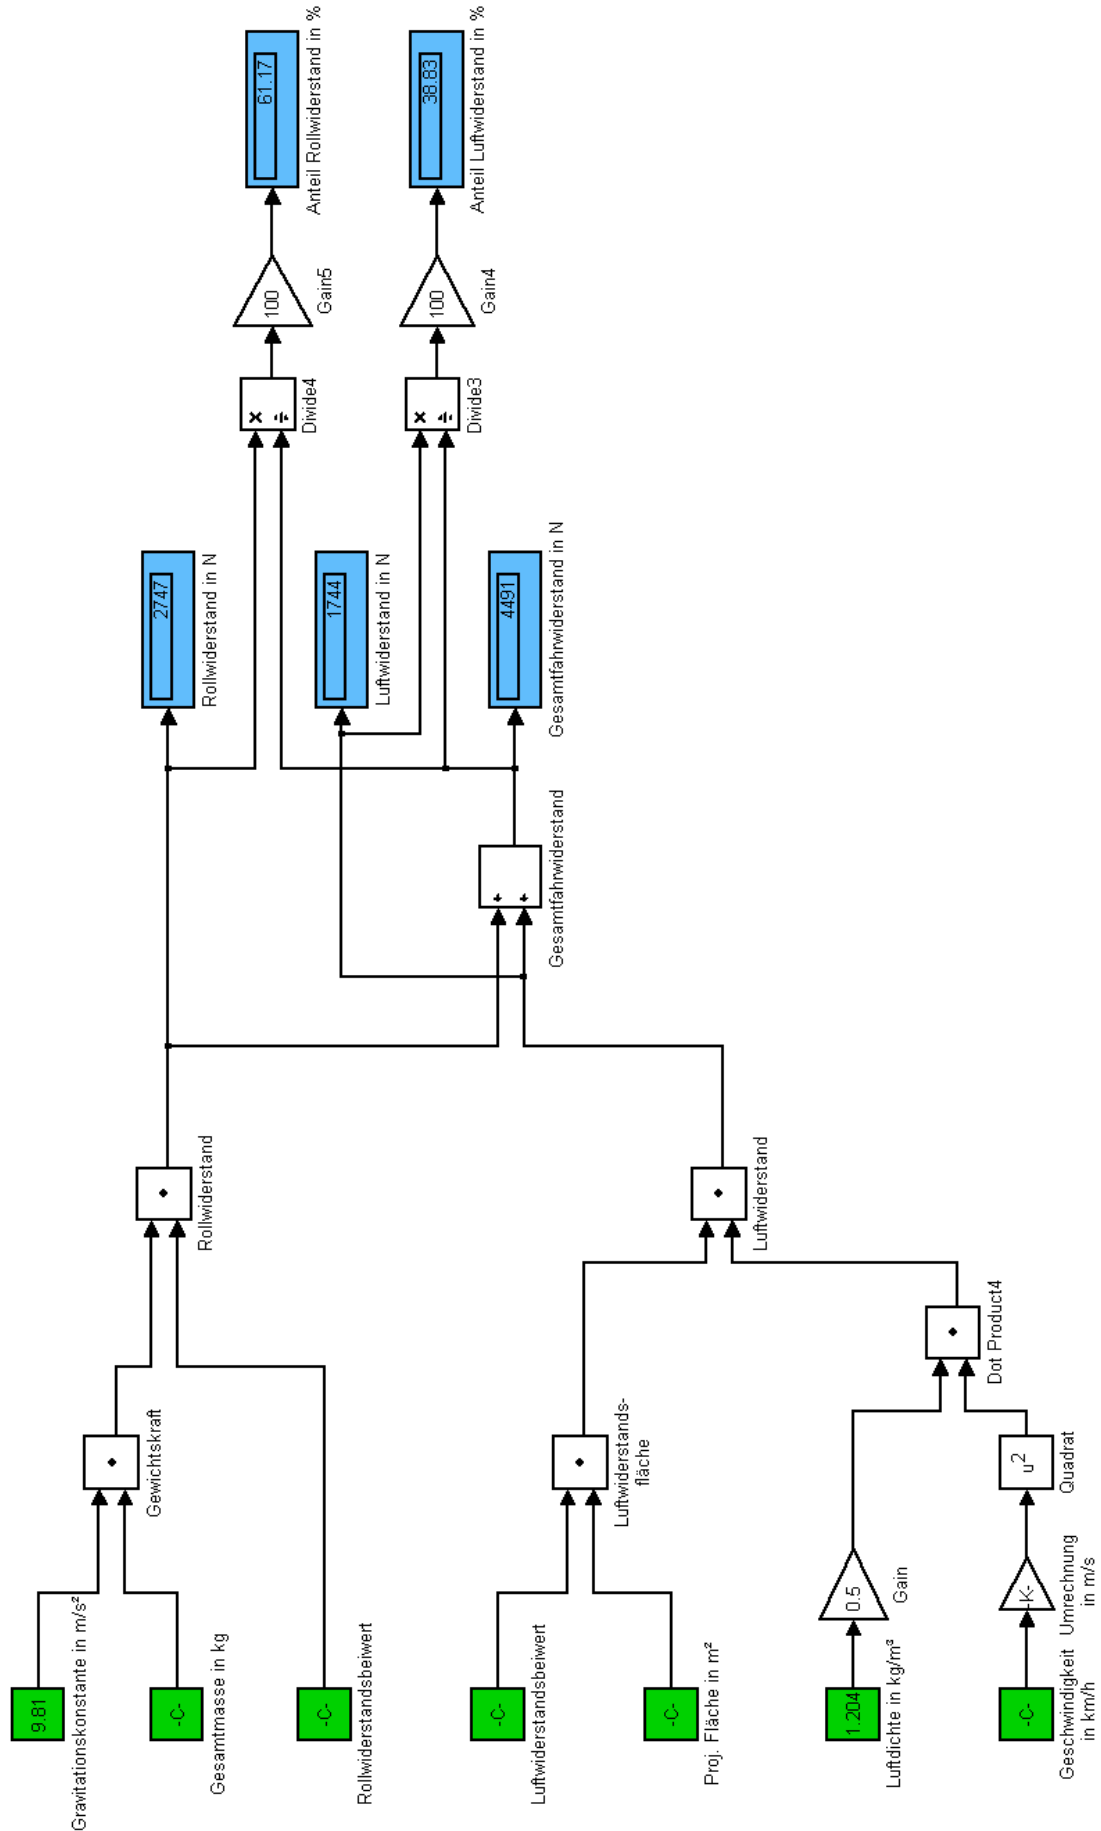 9.81
Gravitationskonstante in m/s²
-C-
Gesamtmasse in kg
Gewichtskraft
-C-
Rollwiderstandsbeiwert
Rollwiderstand
2747
Rollwiderstand in N
Divide4
100
Gain5
61.17
Anteil Rollwiderstand in %
-C-
Luftwiderstandsbeiwert
-C-
Proj. Fläche in m²
Luftwiderstands-
fläche
Luftwiderstand
1744
Luftwiderstand in N
Divide3
100
Gain4
38.83
Anteil Luftwiderstand in %
Gesamtfahrwiderstand
4491
Gesamtfahrwiderstand in N
1.204
Luftdichte in kg/m³
0.5
Gain
Dot Product4
-C-
Geschwindigkeit
in km/h
-K-
Umrechnung
in m/s
u²
Quadrat